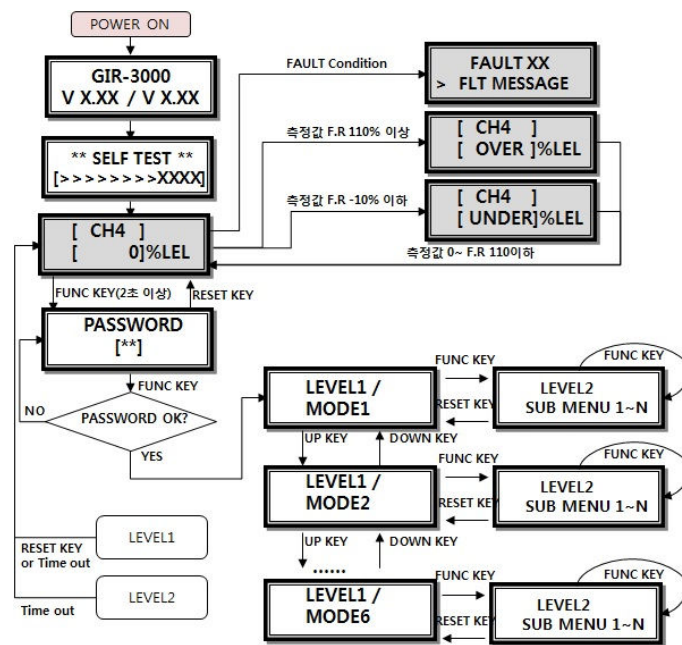 POWER ON
GIR-3000
V X.XX / V X.XX
FAULT Condition
FAULT XX
> FLT MESSAGE
** SELF TEST **
[>>>>>>>>XXXX]
측정값 F.R 110% 이상
[ CH4 ]
[ OVER ]%LEL
측정값 F.R -10% 이하
[ CH4 ]
[ UNDER]%LEL
[ CH4 ]
[ 0]%LEL
측정값 0~ F.R 110이하
FUNC KEY(2초 이상)
RESET KEY
PASSWORD
[**]
FUNC KEY
PASSWORD OK?
NO
YES
LEVEL1 /
MODE1
FUNC KEY
RESET KEY
FUNC KEY
LEVEL2
SUB MENU 1~N
UP KEY
DOWN KEY
LEVEL1 /
MODE2
FUNC KEY
RESET KEY
FUNC KEY
LEVEL2
SUB MENU 1~N
UP KEY
DOWN KEY
......
LEVEL1 /
MODE6
FUNC KEY
RESET KEY
FUNC KEY
LEVEL2
SUB MENU 1~N
RESET KEY
or Time out
LEVEL1
Time out
LEVEL2